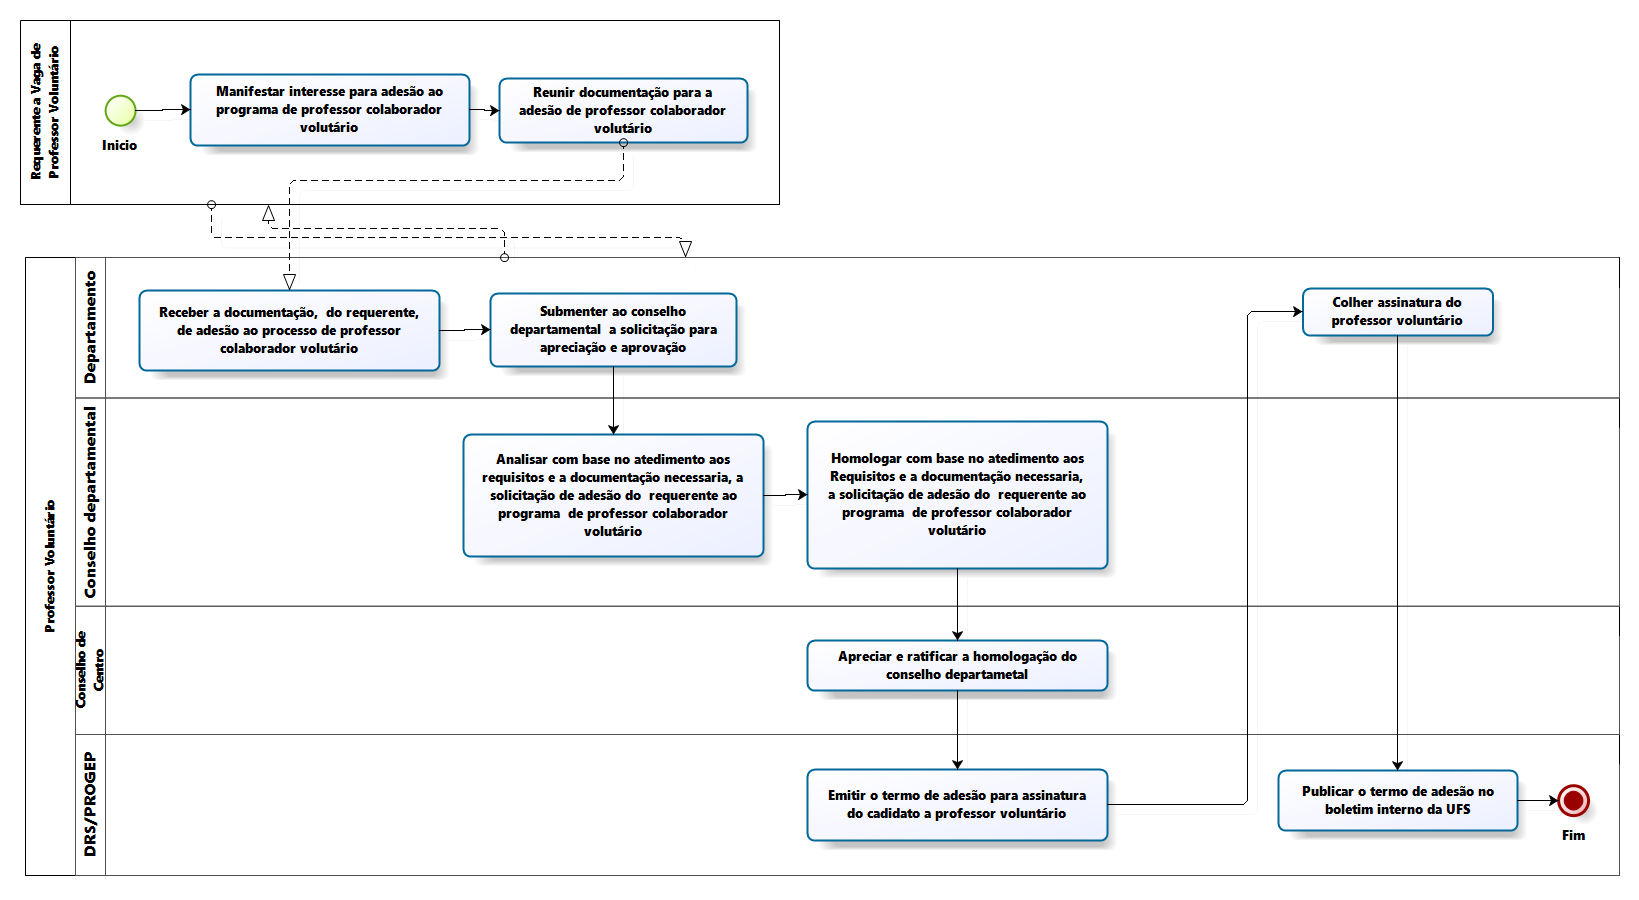 Requerente a Vaga de
Professor Voluntário
Inicio
Manifestar interesse para adesão ao
programa de professor colaborador
volutário
Reunir documentação para a
adesão de professor colaborador
volutário
Professor Voluntário
Departamento
Receber a documentação,  do requerente,
de adesão ao processo de professor
colaborador volutário
Submenter ao conselho
departamental  a solicitação para
apreciação e aprovação
Colher assinatura do
professor voluntário
Conselho departamental
Analisar com base no atedimento aos
requisitos e a documentação necessaria, a
solicitação de adesão do  requerente ao
programa  de professor colaborador
volutário
Homologar com base no atedimento aos
Requisitos e a documentação necessaria,
a solicitação de adesão do  requerente ao
programa  de professor colaborador
volutário
Conselho de
Centro
Apreciar e ratificar a homologação do
conselho departametal
DRS/PROGEP
Emitir o termo de adesão para assinatura
do cadidato a professor voluntário
Publicar o termo de adesão no
boletim interno da UFS
Fim